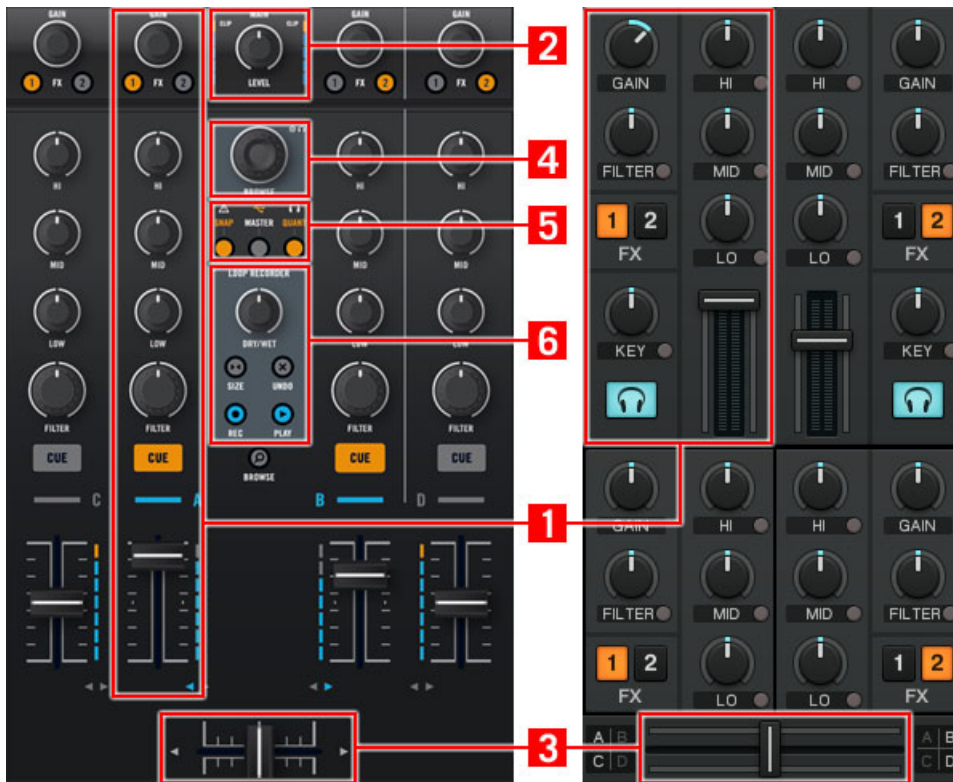 GAIN GAIN MAIN GAIN GAIN
CLIP CLIP
LEVEL
1 FX 2 1 FX 2 1 FX 2 1 FX 2
HI HI BROWSE HI HI
SNAP MASTER QUANT
MID MID MID MID
LOOP RECORDER
DRY/WET
LOW LOW LOW LOW
SIZE UNDO
FILTER FILTER REC PLAY FILTER FILTER
CUE CUE CUE CUE
BROWSE
C A B D
2
4
5
6
1
3
GAIN HI HI GAIN
FILTER MID MID FILTER
1 2 1 2
FX LO LO FX
KEY KEY
GAIN HI HI GAIN
FILTER MID MID FILTER
1 2 1 2
FX LO LO FX
A B A B
C D C D